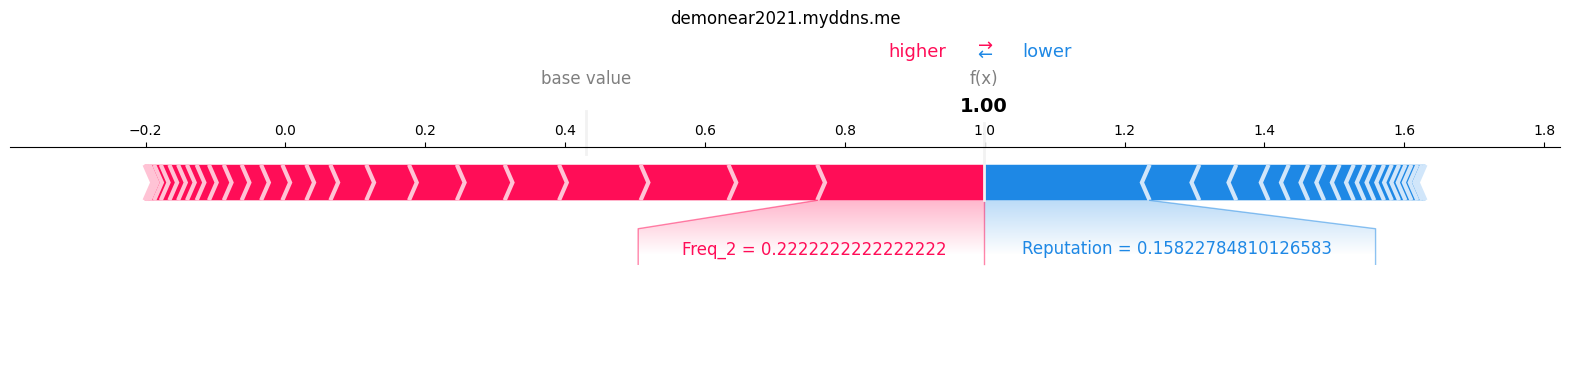 demonear2021.myddns.me
higher ⇄ lower
base value f(x)
1.00
−0.2 0.0 0.2 0.4 0.6 0.8 1.0 1.2 1.4 1.6 1.8
Freq_2 = 0.2222222222222222 Reputation = 0.15822784810126583